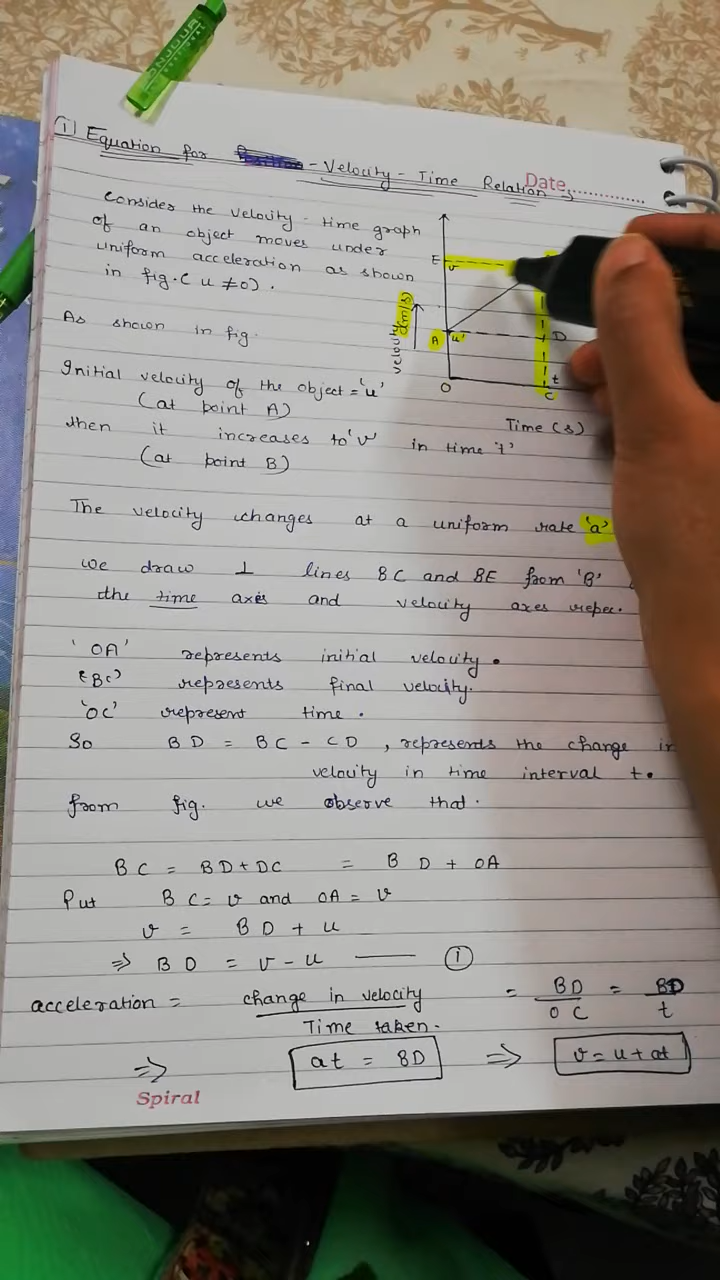 ① Equation for - Velocity - Time Relation
Date...............
Consider the velocity - time graph
of an object moves under
uniform acceleration as shown
in fig. (u ≠ 0).
E
v
A
u'
D
O
t
C
Velocity (m/s)
Time (s)
As shown in fig.
Initial velocity of the object = 'u'
(at point A)
then it increases to 'v' in time 't'
(at point B)
The velocity changes at a uniform rate 'a'
we draw ⊥ lines BC and BE from 'B'
the time axis and velocity axes repec.
'OA' represents initial velocity.
'BC' represents final velocity.
'OC' represent time.
So BD = BC - CD, represents the change in
velocity in time interval t.
from fig. we observe that.
BC = BD + DC = BD + OA
Put BC = v and OA = v
v = BD + u
⇒ BD = v - u —— ①
acceleration = change in velocity / Time taken. = BD / OC = BD / t
⇒ at = BD ⇒ v = u + at
Spiral